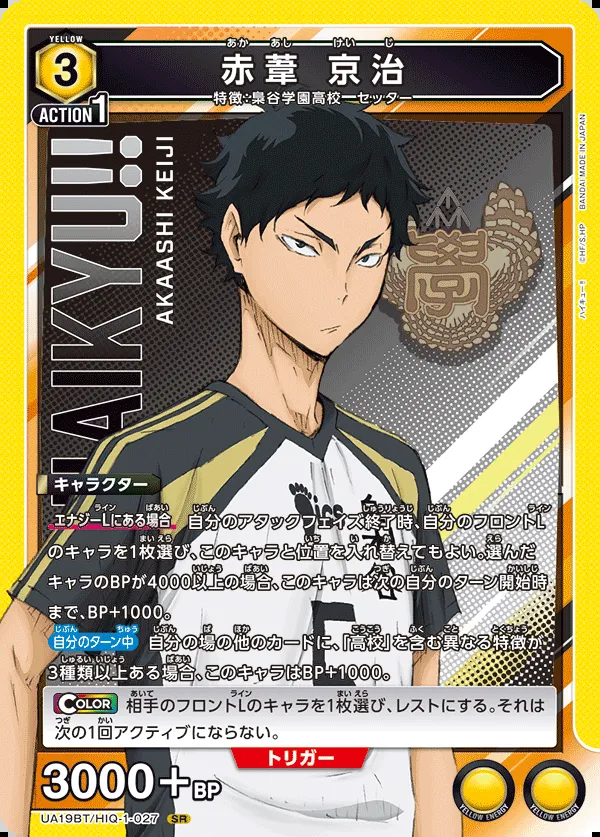 YELLOW
3
ACTION 1
あか あし けい じ
赤葦 京治
特徴:梟谷学園高校 セッター
HAIKYU!!
AKAASHI KEIJI
BANDAI MADE IN JAPAN
©HF/S,HP
ハイキュー!!
キャラクター
エナジーLにある場合 自分のアタックフェイズ終了時、自分のフロントL
のキャラを1枚選び、このキャラと位置を入れ替えてもよい。選んだ
キャラのBPが4000以上の場合、このキャラは次の自分のターン開始時
まで、BP+1000。
自分のターン中 自分の場の他のカードに、「高校」を含む異なる特徴が
3種類以上ある場合、このキャラはBP+1000。
COLOR 相手のフロントLのキャラを1枚選び、レストにする。それは
次の1回アクティブにならない。
トリガー
3000+BP
UA19BT/HIQ-1-027 SR
YELLOW ENERGY YELLOW ENERGY